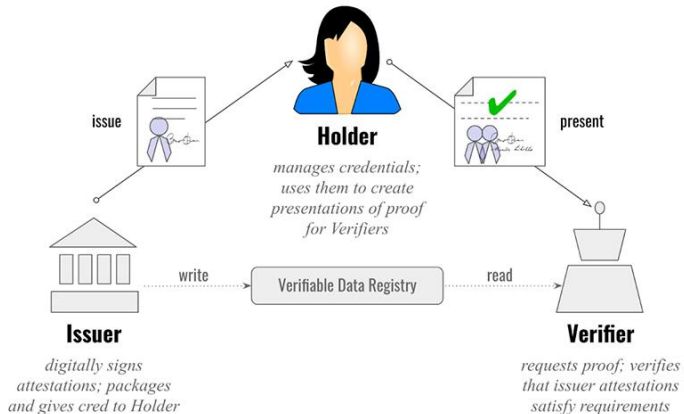 issue
present
Holder
manages credentials;
uses them to create
presentations of proof
for Verifiers
write
Verifiable Data Registry
read
Issuer
digitally signs
attestations; packages
and gives cred to Holder
Verifier
requests proof; verifies
that issuer attestations
satisfy requirements